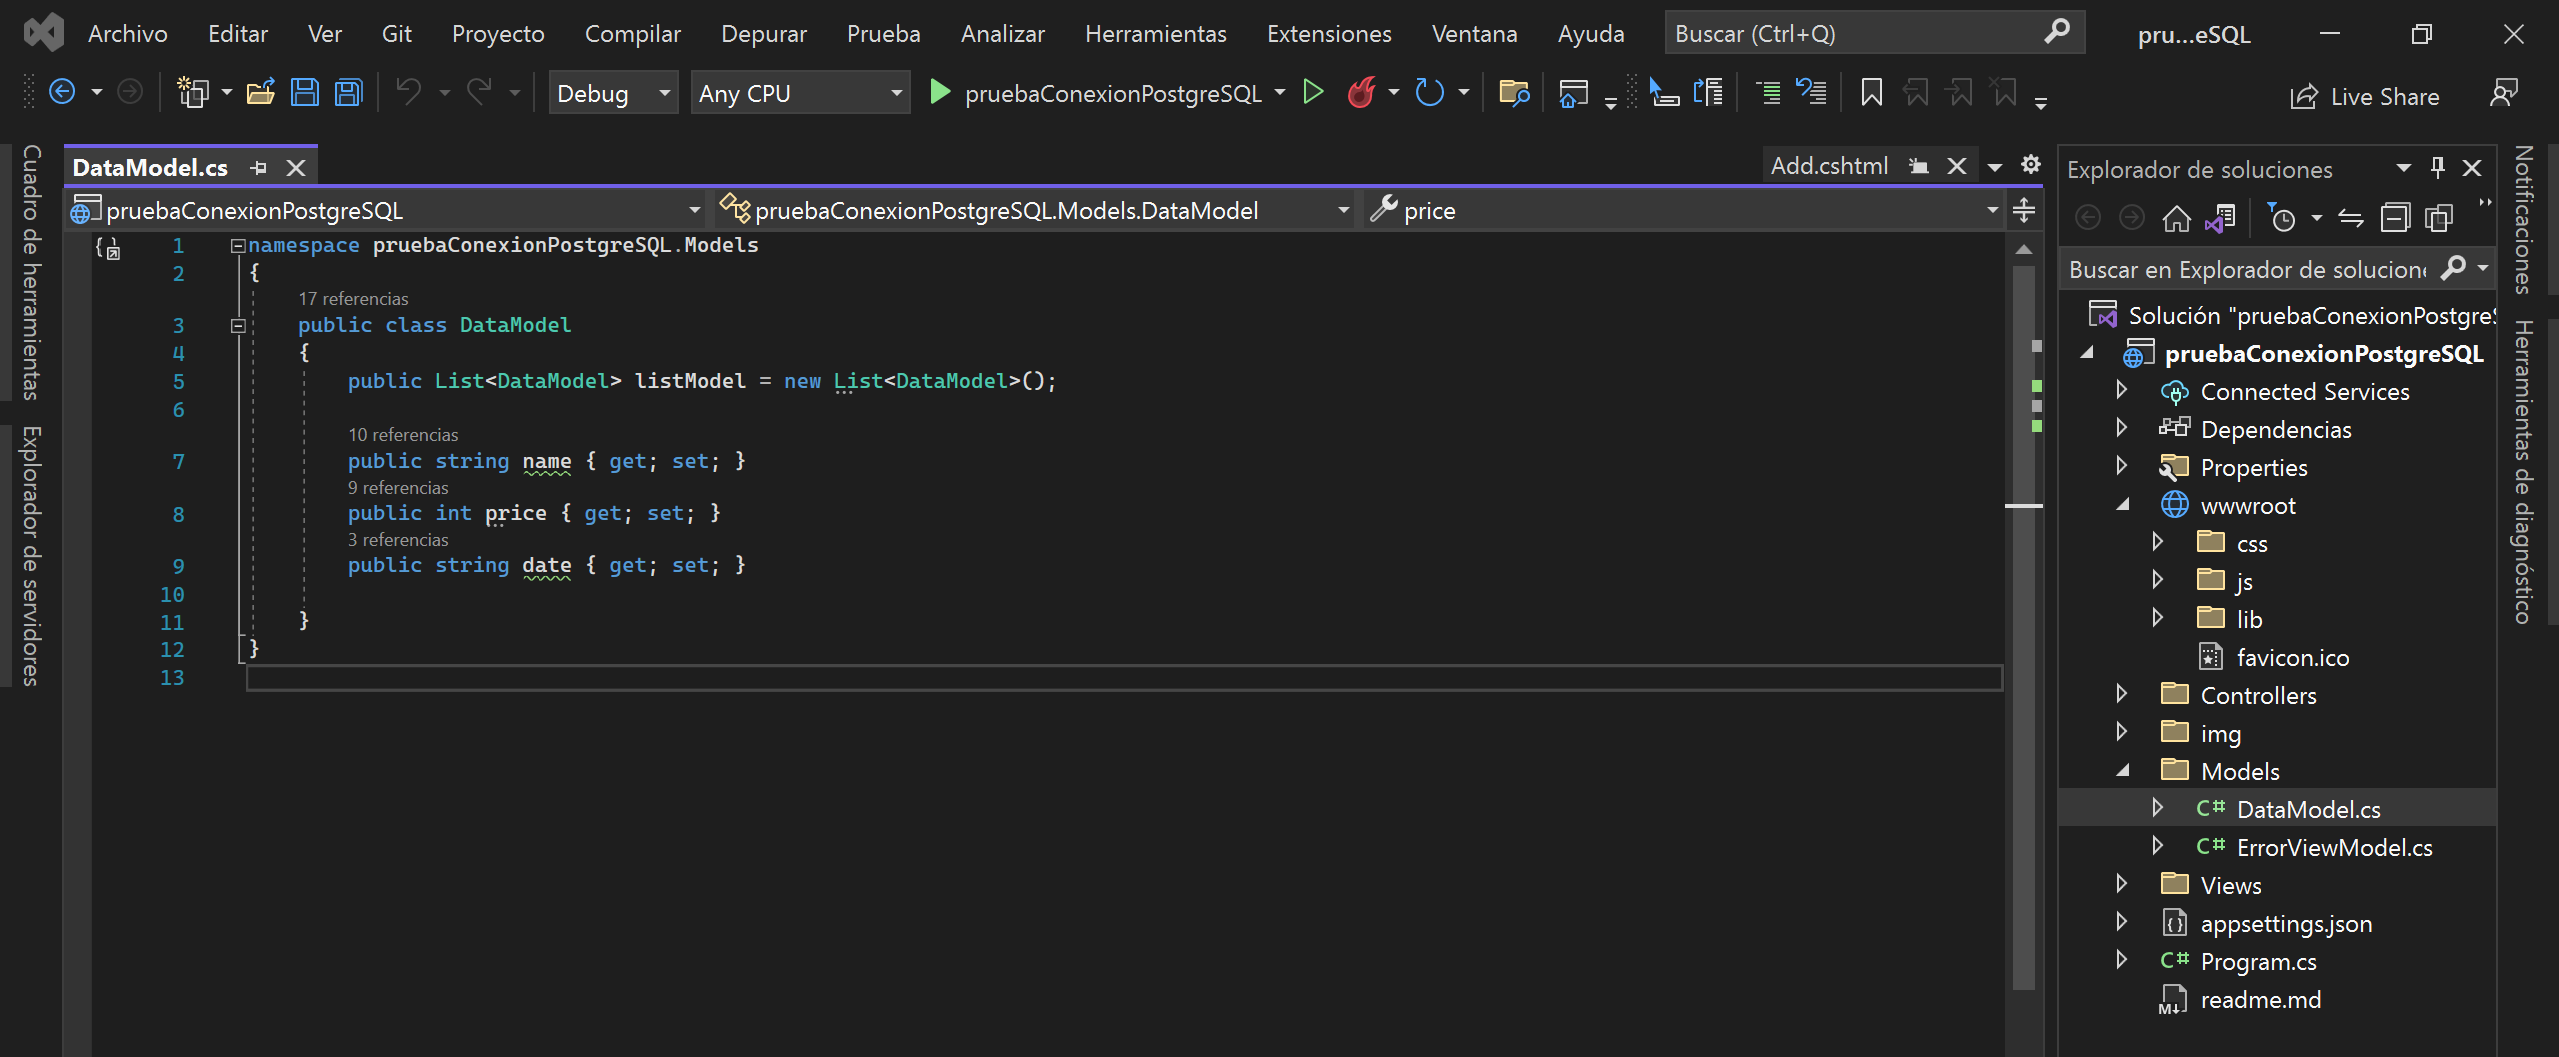 Archivo Editar Ver Git Proyecto Compilar Depurar Prueba Analizar Herramientas Extensiones Ventana Ayuda Buscar (Ctrl+Q) pru...eSQL
Debug Any CPU pruebaConexionPostgreSQL Live Share
Cuadro de herramientas
Explorador de servidores
DataModel.cs Add.cshtml
pruebaConexionPostgreSQL pruebaConexionPostgreSQL.Models.DataModel price
1 namespace pruebaConexionPostgreSQL.Models
2 {
17 referencias
3 public class DataModel
4 {
5 public List<DataModel> listModel = new List<DataModel>();
6
10 referencias
7 public string name { get; set; }
9 referencias
8 public int price { get; set; }
3 referencias
9 public string date { get; set; }
10
11 }
12 }
13
Explorador de soluciones
Buscar en Explorador de solucione
Solución "pruebaConexionPostgreS
pruebaConexionPostgreSQL
Connected Services
Dependencias
Properties
wwwroot
css
js
lib
favicon.ico
Controllers
img
Models
C# DataModel.cs
C# ErrorViewModel.cs
Views
appsettings.json
C# Program.cs
readme.md
Notificaciones
Herramientas de diagnóstico